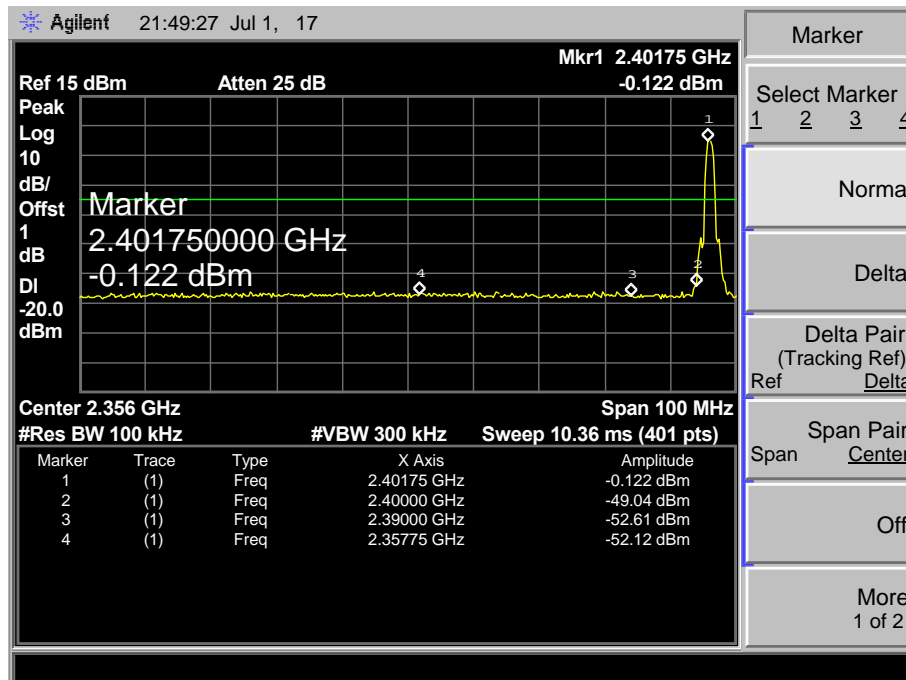 Agilent 21:49:27 Jul 1, 17
Mkr1 2.40175 GHz
Ref 15 dBm Atten 25 dB -0.122 dBm
Peak
Log
10
dB/
Offst
1
dB
DI
-20.0
dBm
1
Marker
2.401750000 GHz
-0.122 dBm
4 3 2
Center 2.356 GHz Span 100 MHz
#Res BW 100 kHz #VBW 300 kHz Sweep 10.36 ms (401 pts)
Marker Trace Type X Axis Amplitude
1 (1) Freq 2.40175 GHz -0.122 dBm
2 (1) Freq 2.40000 GHz -49.04 dBm
3 (1) Freq 2.39000 GHz -52.61 dBm
4 (1) Freq 2.35775 GHz -52.12 dBm
Marker
Select Marker
1 2 3 4
Norma
Delta
Delta Pair
(Tracking Ref)
Ref Delta
Span Pair
Span Center
Off
More
1 of 2